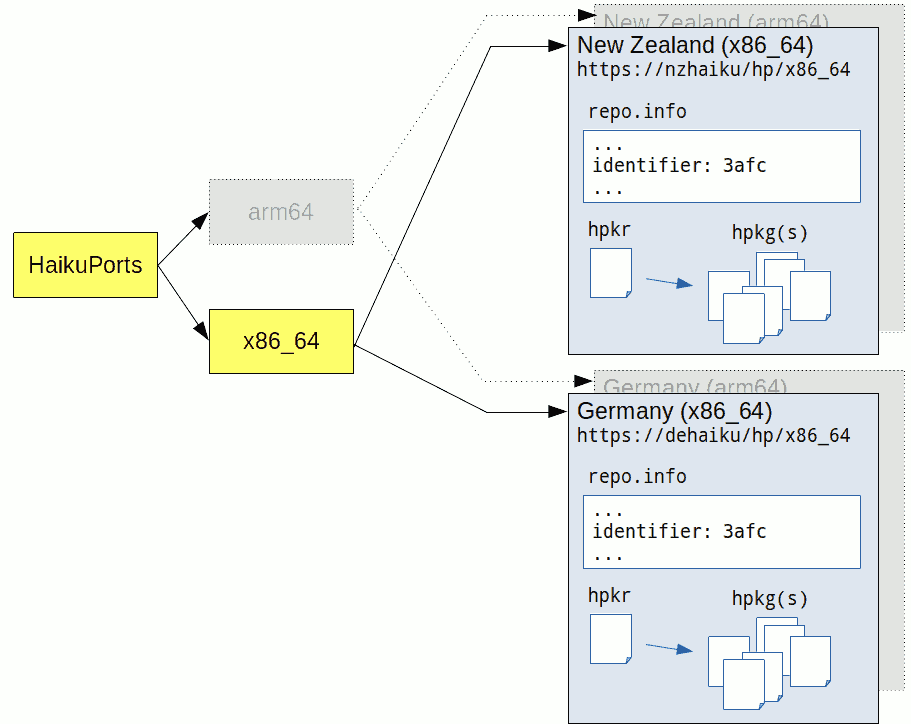 HaikuPorts
arm64
x86_64
New Zealand (arm64)
New Zealand (x86_64)
https://nzhaiku/hp/x86_64
repo.info
...
identifier: 3afc
...
hpkr
hpkg(s)
Germany (arm64)
Germany (x86_64)
https://dehaiku/hp/x86_64
repo.info
...
identifier: 3afc
...
hpkr
hpkg(s)